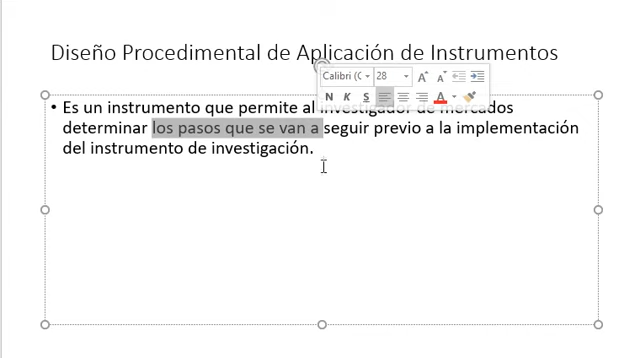 Diseño Procedimental de Aplicación de Instrumentos
Calibri (C
28
A A
N K S A
• Es un instrumento que permite al investigador de mercados
determinar los pasos que se van a seguir previo a la implementación
del instrumento de investigación.